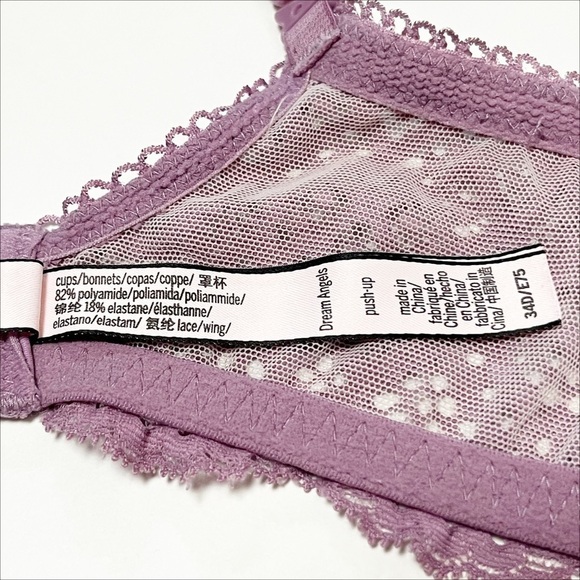 cups/bonnets/copas/coppe/ 罩杯
82% polyamide/poliamida/poliammide/
锦纶 18% elastane/élasthanne/
elastano/elastam/ 氨纶 lace/wing/
Dream Angels
push-up
made in
China/
fabriqué en
Chine/hecho
en China/
fabbricato in
Cina/ 中国制造
34D/E75